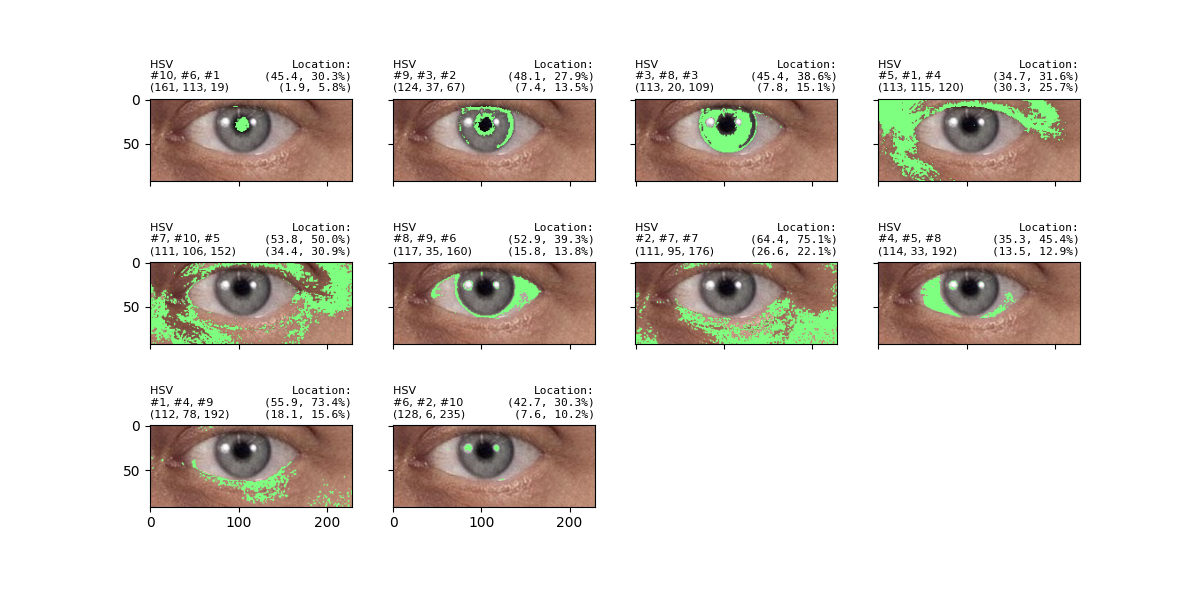 HSV Location:
#10, #6, #1 (45.4, 30.3%)
(161, 113, 19) (1.9, 5.8%)
HSV Location:
#9, #3, #2 (48.1, 27.9%)
(124, 37, 67) (7.4, 13.5%)
HSV Location:
#3, #8, #3 (45.4, 38.6%)
(113, 20, 109) (7.8, 15.1%)
HSV Location:
#5, #1, #4 (34.7, 31.6%)
(113, 115, 120) (30.3, 25.7%)
0
50
HSV Location:
#7, #10, #5 (53.8, 50.0%)
(111, 106, 152) (34.4, 30.9%)
HSV Location:
#8, #9, #6 (52.9, 39.3%)
(117, 35, 160) (15.8, 13.8%)
HSV Location:
#2, #7, #7 (64.4, 75.1%)
(111, 95, 176) (26.6, 22.1%)
HSV Location:
#4, #5, #8 (35.3, 45.4%)
(114, 33, 192) (13.5, 12.9%)
0
50
HSV Location:
#1, #4, #9 (55.9, 73.4%)
(112, 78, 192) (18.1, 15.6%)
HSV Location:
#6, #2, #10 (42.7, 30.3%)
(128, 6, 235) (7.6, 10.2%)
0
50
0 100 200
0 100 200